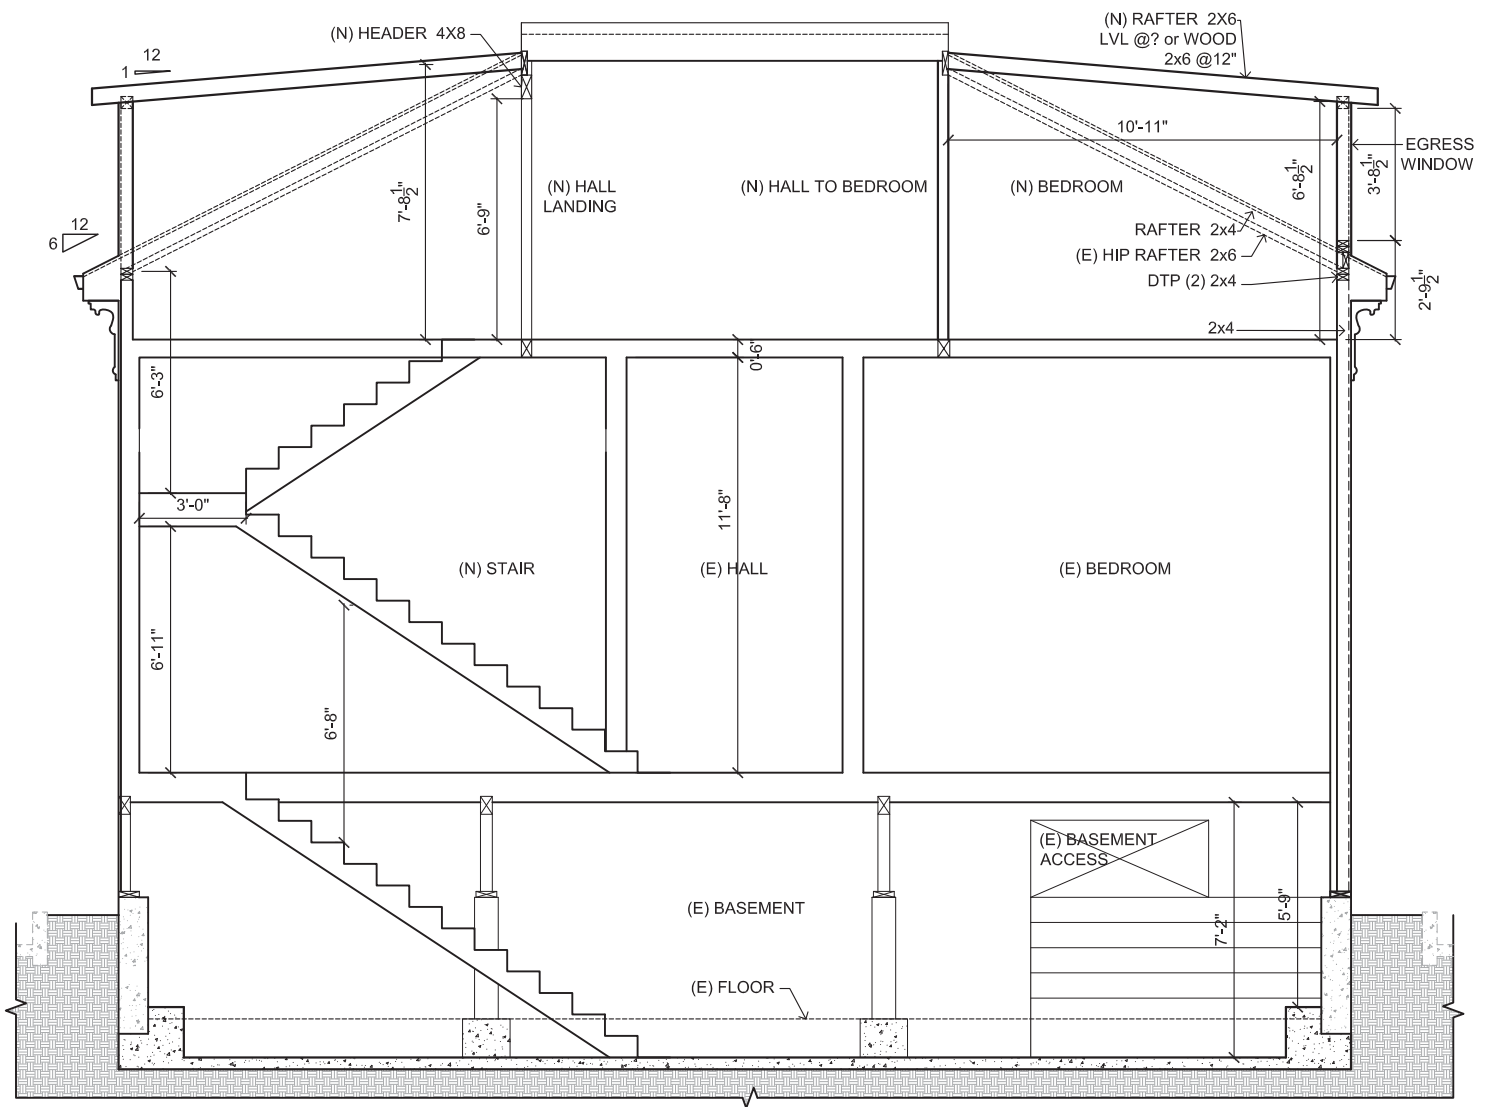 (N) HEADER 4X8
(N) RAFTER 2X6
LVL @? or WOOD
2x6 @12"
12
1
10'-11"
EGRESS
WINDOW
(N) HALL
LANDING
(N) HALL TO BEDROOM
(N) BEDROOM
7'-8 1/2"
6'-9"
6'-8 1/2"
3'-8 1/2"
12
6
RAFTER 2x4
(E) HIP RAFTER 2x6
DTP (2) 2x4
2'-9 1/2"
2x4
0'-6"
6'-3"
3'-0"
11'-8"
(N) STAIR
(E) HALL
(E) BEDROOM
6'-11"
6'-8"
(E) BASEMENT
ACCESS
(E) BASEMENT
5'-9"
7'-2"
(E) FLOOR